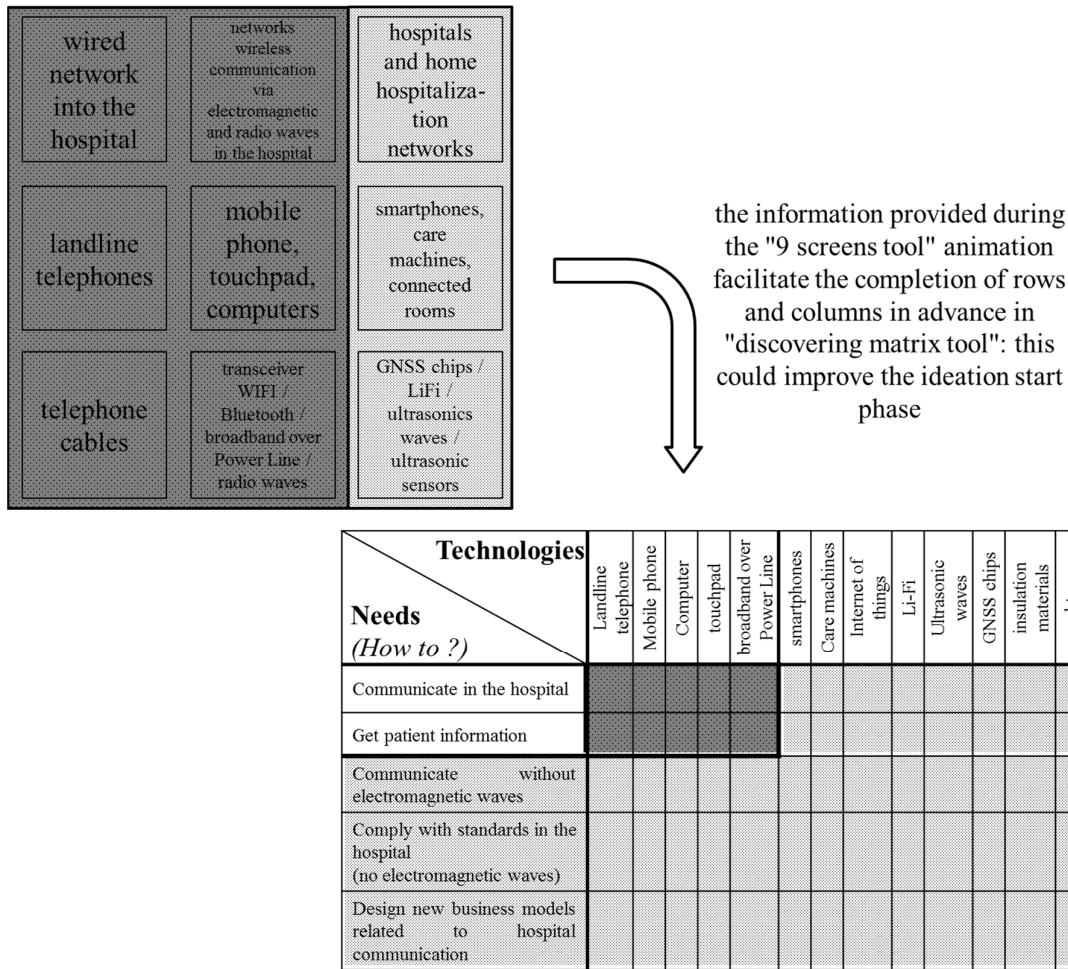 wired
network
into the
hospital
networks
wireless
communication
via
electromagnetic
and radio waves
in the hospital
hospitals
and home
hospitaliza-
tion
networks
landline
telephones
mobile
phone,
touchpad,
computers
smartphones,
care
machines,
connected
rooms
telephone
cables
transceiver
WIFI /
Bluetooth /
broadband over
Power Line /
radio waves
GNSS chips /
LiFi /
ultrasonics
waves /
ultrasonic
sensors
the information provided during
the "9 screens tool" animation
facilitate the completion of rows
and columns in advance in
"discovering matrix tool": this
could improve the ideation start
phase
Technologies
Needs
(How to ?)
Landline
telephone
Mobile phone
Computer
touchpad
broadband over
Power Line
smartphones
Care machines
Internet of
things
Li-Fi
Ultrasonic
waves
GNSS chips
insulation
materials
Communicate in the hospital
Get patient information
Communicate without
electromagnetic waves
Comply with standards in the
hospital
(no electromagnetic waves)
Design new business models
related to hospital
communication